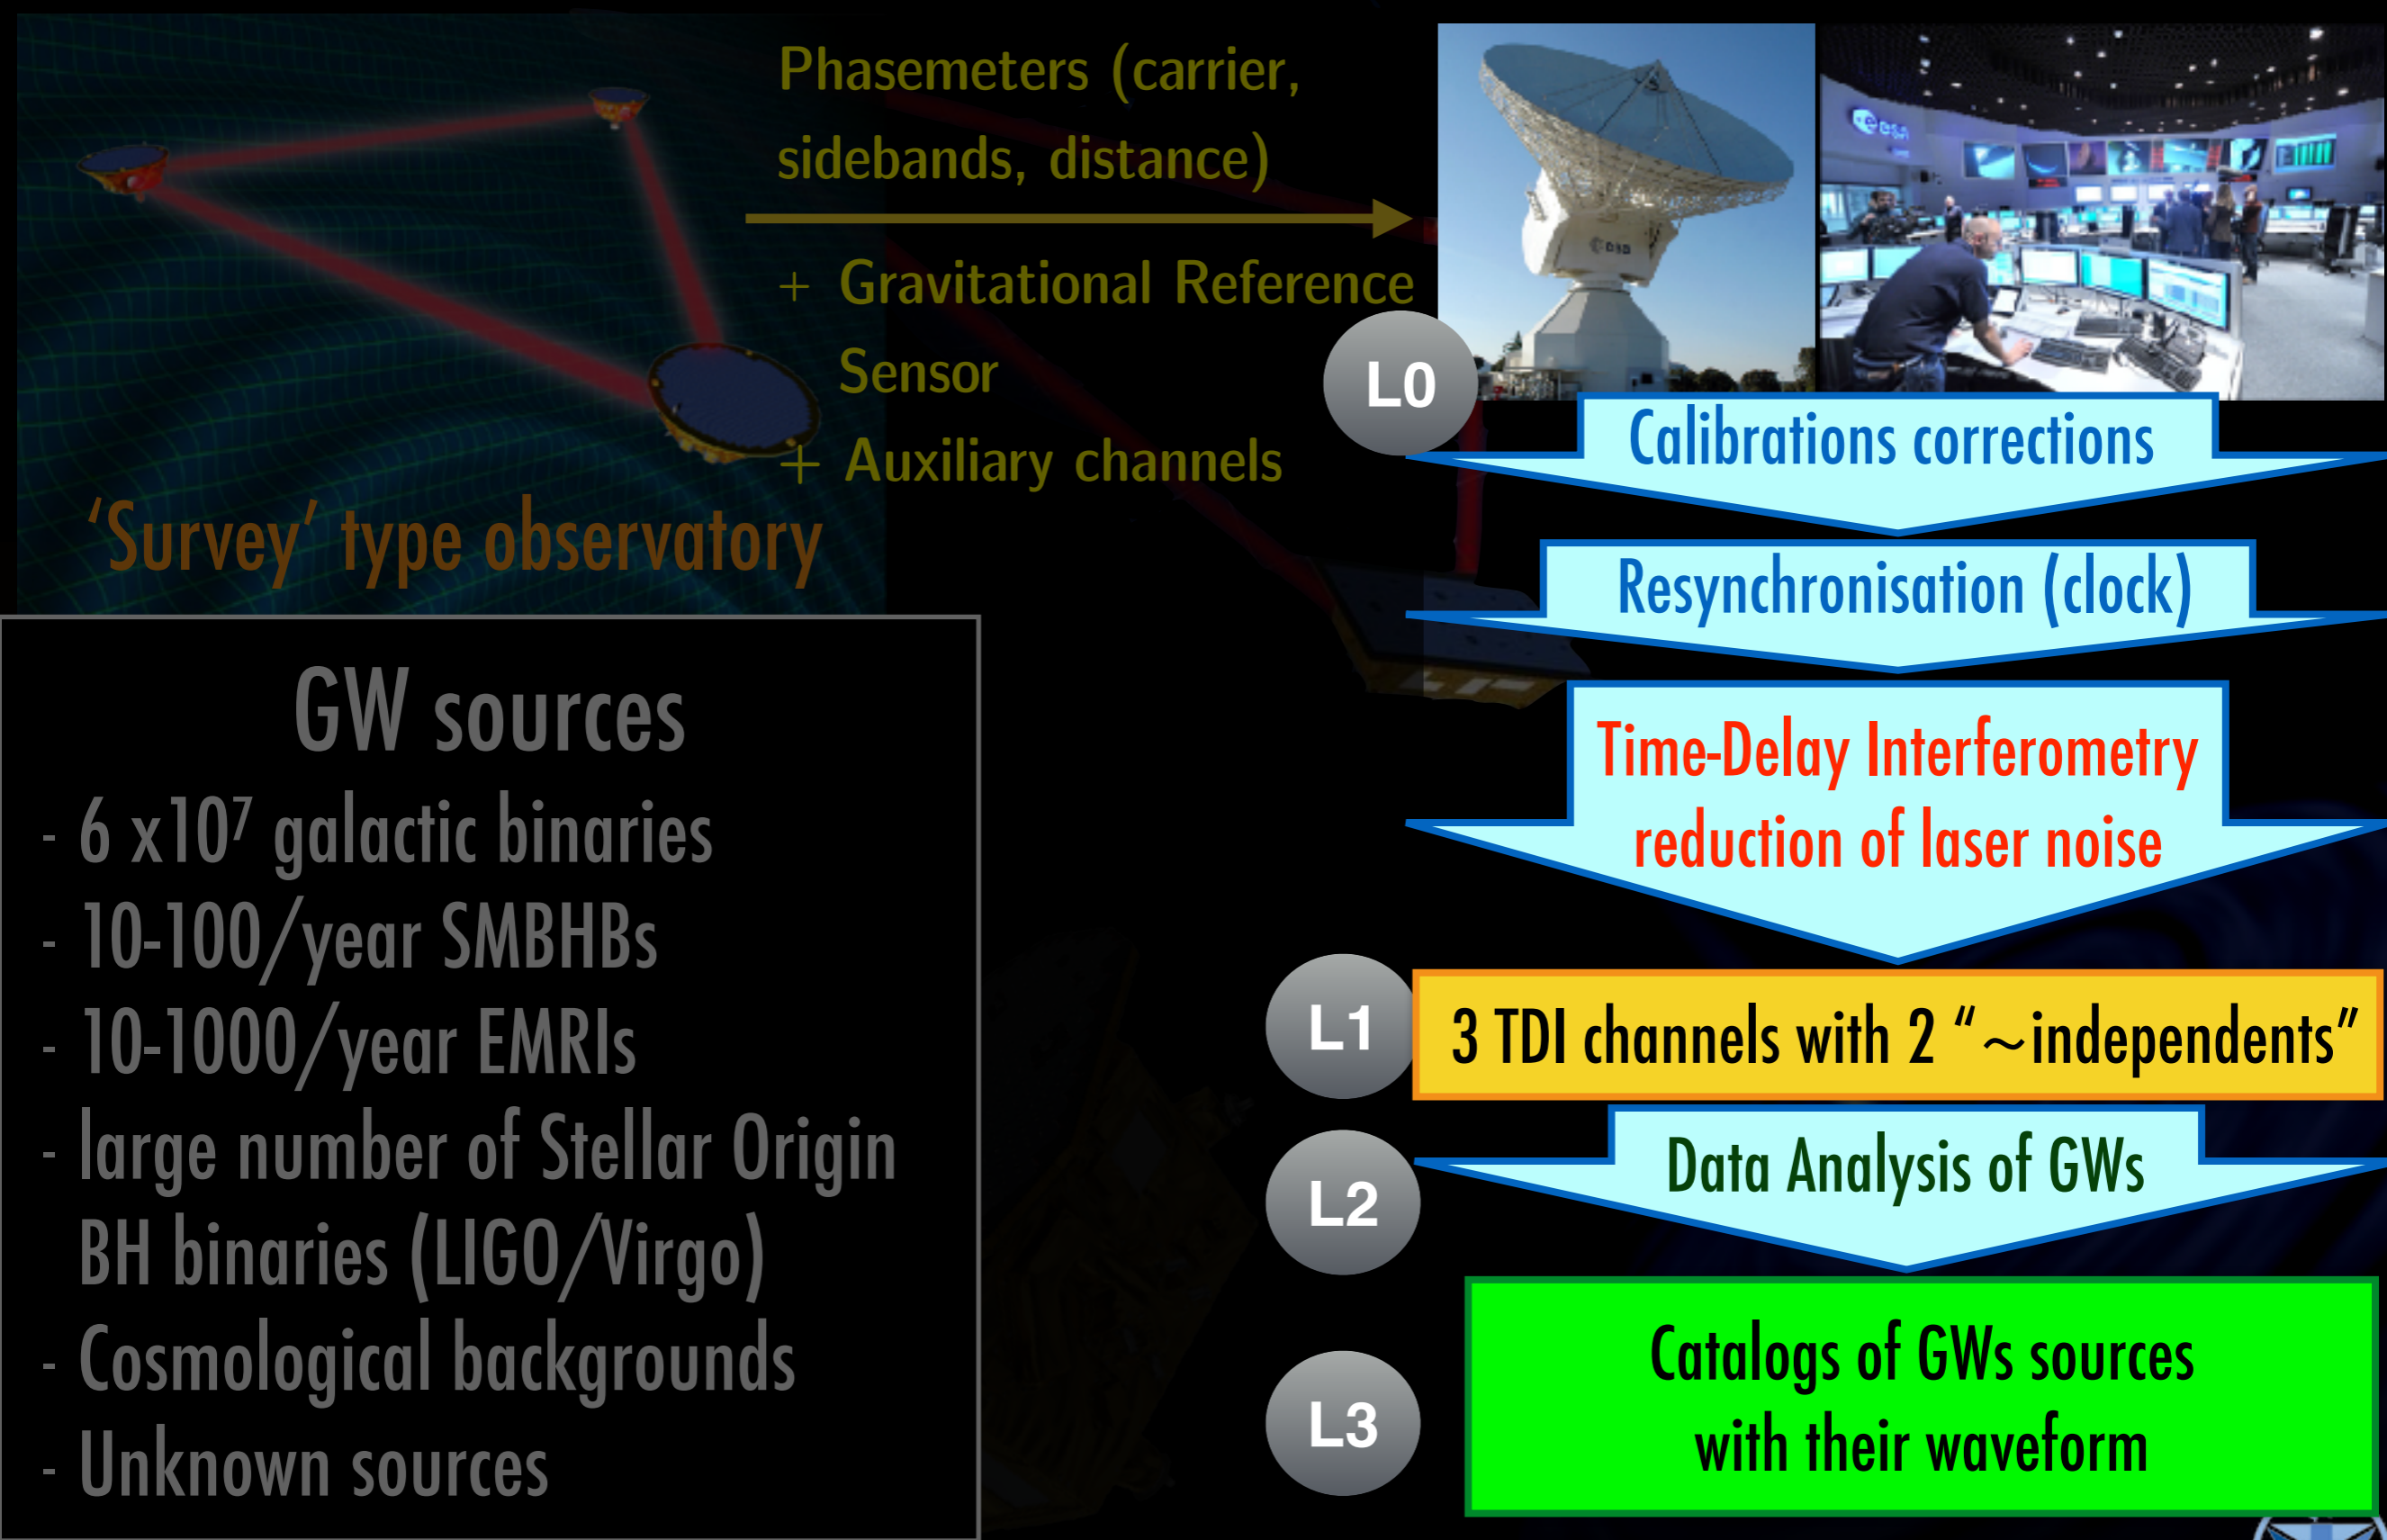 Phasemeters (carrier,
sidebands, distance)
+ Gravitational Reference
Sensor
+ Auxiliary channels
‘Survey’ type observatory
GW sources
- 6 x10⁷ galactic binaries
- 10-100/year SMBHBs
- 10-1000/year EMRIs
- large number of Stellar Origin
BH binaries (LIGO/Virgo)
- Cosmological backgrounds
- Unknown sources
esa
esa
L0
Calibrations corrections
Resynchronisation (clock)
Time-Delay Interferometry
reduction of laser noise
L1
3 TDI channels with 2 “~independents”
L2
Data Analysis of GWs
L3
Catalogs of GWs sources
with their waveform